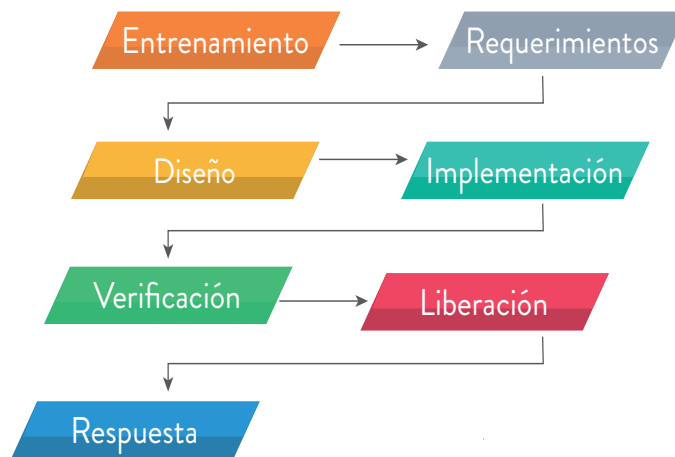 Entrenamiento
Requerimientos
Diseño
Implementación
Verificación
Liberación
Respuesta